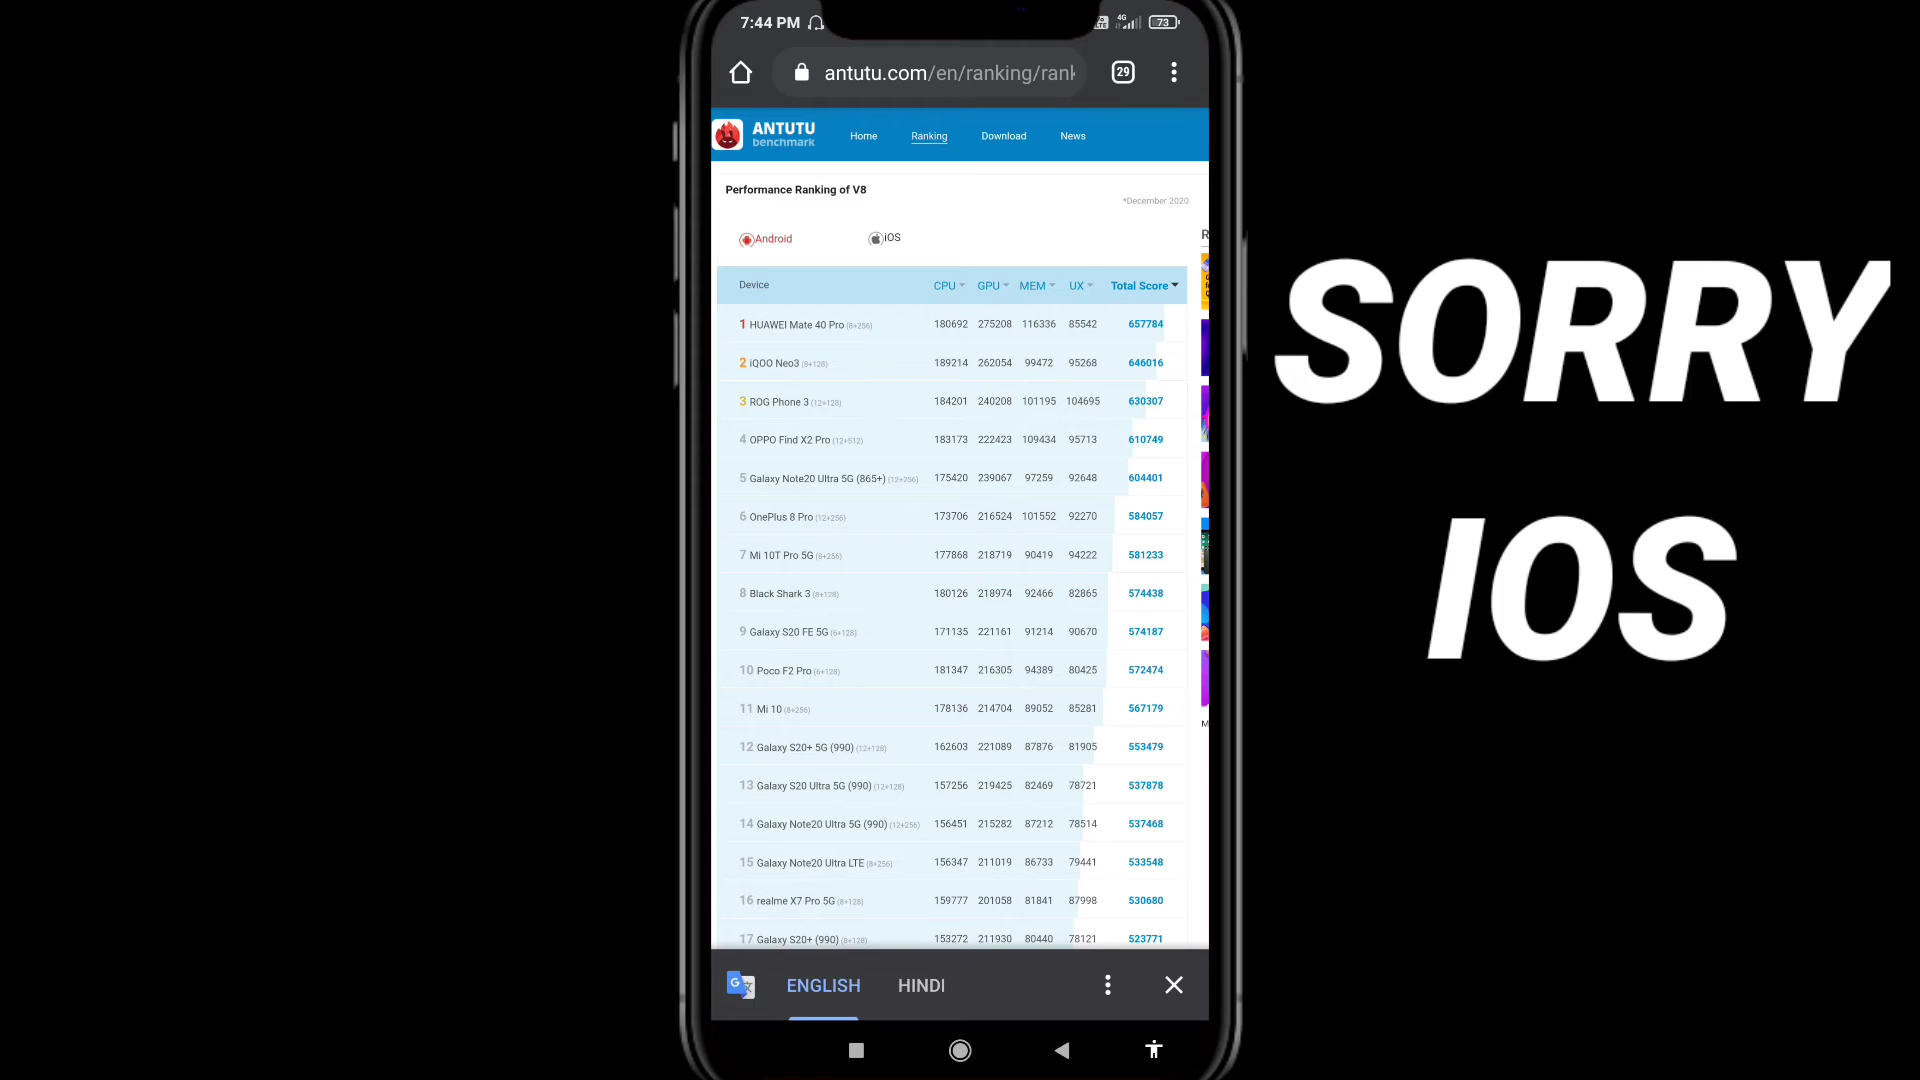 7:44 PM 4G 73
antutu.com/en/ranking/rank 29
ANTUTU
benchmark
Home Ranking Download News
Performance Ranking of V8
*December 2020
Android iOS
Device CPU GPU MEM UX Total Score
1 HUAWEI Mate 40 Pro (8+256) 180692 275208 116336 85542 657784
2 iQOO Neo3 (8+128) 189214 262054 99472 95268 646016
3 ROG Phone 3 (12+128) 184201 240208 101195 104695 630307
4 OPPO Find X2 Pro (12+512) 183173 222423 109434 95713 610749
5 Galaxy Note20 Ultra 5G (865+) (12+256) 175420 239067 97259 92648 604401
6 OnePlus 8 Pro (12+256) 173706 216524 101552 92270 584057
7 Mi 10T Pro 5G (8+256) 177868 218719 90419 94222 581233
8 Black Shark 3 (8+128) 180126 218974 92466 82865 574438
9 Galaxy S20 FE 5G (6+128) 171135 221161 91214 90670 574187
10 Poco F2 Pro (6+128) 181347 216305 94389 80425 572474
11 Mi 10 (8+256) 178136 214704 89052 85281 567179
12 Galaxy S20+ 5G (990) (12+128) 162603 221089 87876 81905 553479
13 Galaxy S20 Ultra 5G (990) (12+128) 157256 219425 82469 78721 537878
14 Galaxy Note20 Ultra 5G (990) (12+256) 156451 215282 87212 78514 537468
15 Galaxy Note20 Ultra LTE (8+256) 156347 211019 86733 79441 533548
16 realme X7 Pro 5G (8+128) 159777 201058 81841 87998 530680
17 Galaxy S20+ (990) (8+128) 153272 211930 80440 78121 523771
ENGLISH HINDI
SORRY
IOS